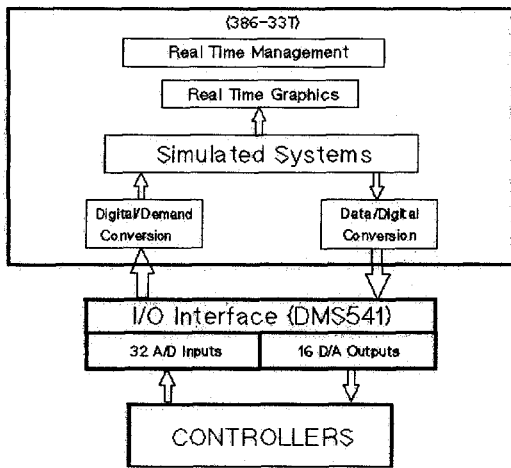 (386-33T)
Real Time Management
Real Time Graphics
Simulated Systems
Digital/Demand
Conversion
Data/Digital
Conversion
I/O Interface (DMS541)
32 A/D Inputs
16 D/A Outputs
CONTROLLERS